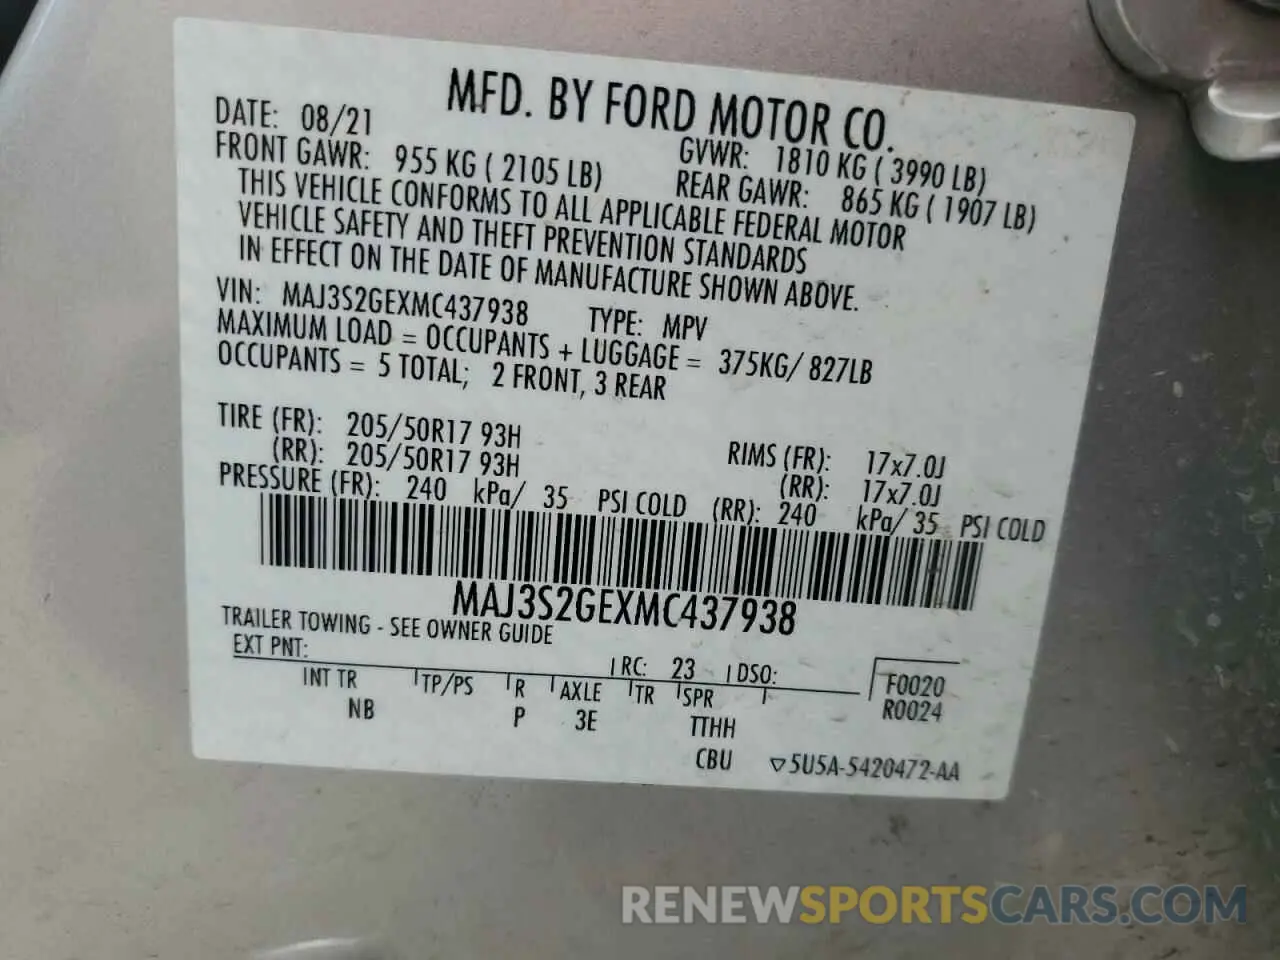 MFD. BY FORD MOTOR CO.
DATE: 08/21 GVWR: 1810 KG ( 3990 LB)
FRONT GAWR: 955 KG ( 2105 LB) REAR GAWR: 865 KG ( 1907 LB)
THIS VEHICLE CONFORMS TO ALL APPLICABLE FEDERAL MOTOR
VEHICLE SAFETY AND THEFT PREVENTION STANDARDS
IN EFFECT ON THE DATE OF MANUFACTURE SHOWN ABOVE.
VIN: MAJ3S2GEXMC437938 TYPE: MPV
MAXIMUM LOAD = OCCUPANTS + LUGGAGE = 375KG/ 827LB
OCCUPANTS = 5 TOTAL; 2 FRONT, 3 REAR
TIRE (FR): 205/50R17 93H RIMS (FR): 17x7.0J
(RR): 205/50R17 93H (RR): 17x7.0J
PRESSURE (FR): 240 kPa/ 35 PSI COLD (RR): 240 kPa/ 35 PSI COLD
MAJ3S2GEXMC437938
TRAILER TOWING - SEE OWNER GUIDE
EXT PNT: RC: 23 DSO: F0020
INT TR TP/PS R AXLE TR SPR R0024
NB P 3E TTHH
CBU ▽5U5A-5420472-AA
RENEWSPORTSCARS.COM